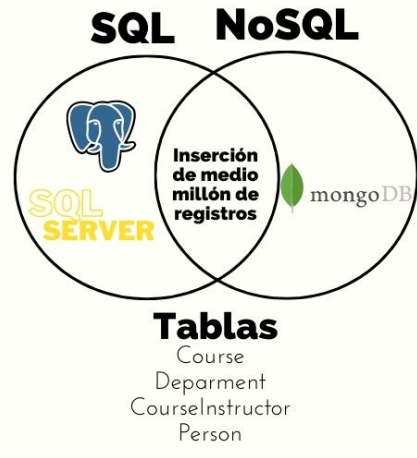 SQL NoSQL
Inserción
de medio
millón de
registros
SQL
SERVER
mongoDB
Tablas
Course
Deparment
CourseInstructor
Person